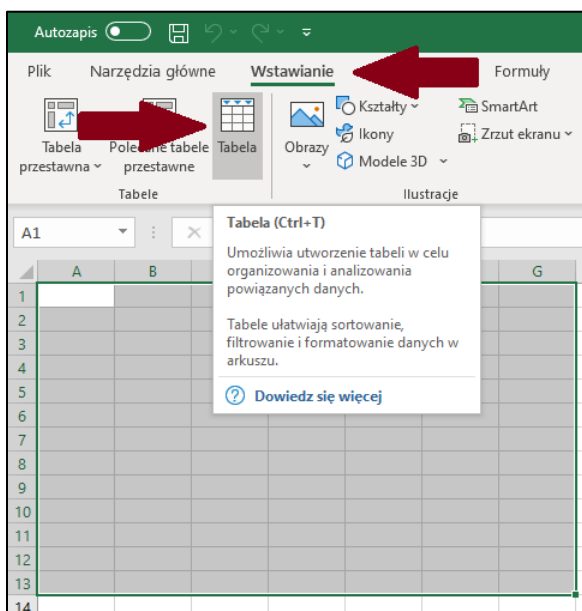 Autozapis
Plik Narzędzia główne Wstawianie Formuły
Kształty SmartArt
Ikony Zrzut ekranu
Modele 3D
Tabela przestawna
tabele przestawne
Tabela
Obrazy
Tabele Ilustracje
A1
Tabela (Ctrl+T)
Umożliwia utworzenie tabeli w celu
organizowania i analizowania
powiązanych danych.
Tabele ułatwiają sortowanie,
filtrowanie i formatowanie danych w
arkuszu.
? Dowiedz się więcej
A B G
1
2
3
4
5
6
7
8
9
10
11
12
13
14